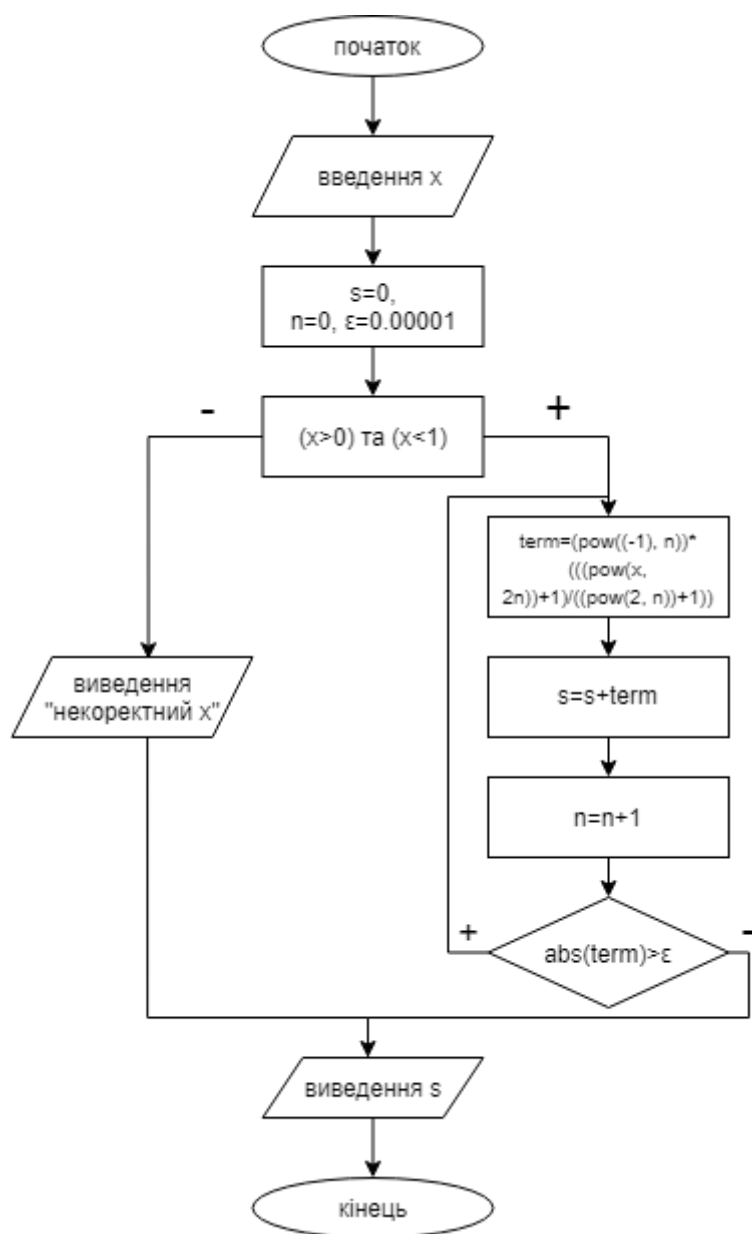 початок
введення x
s=0,
n=0, ε=0.00001
-
+
(x>0) та (x<1)
term=(pow((-1), n))*
(((pow(x,
2n))+1)/((pow(2, n))+1))
виведення
"некоректний x"
s=s+term
n=n+1
+
-
abs(term)>ε
виведення s
кінець